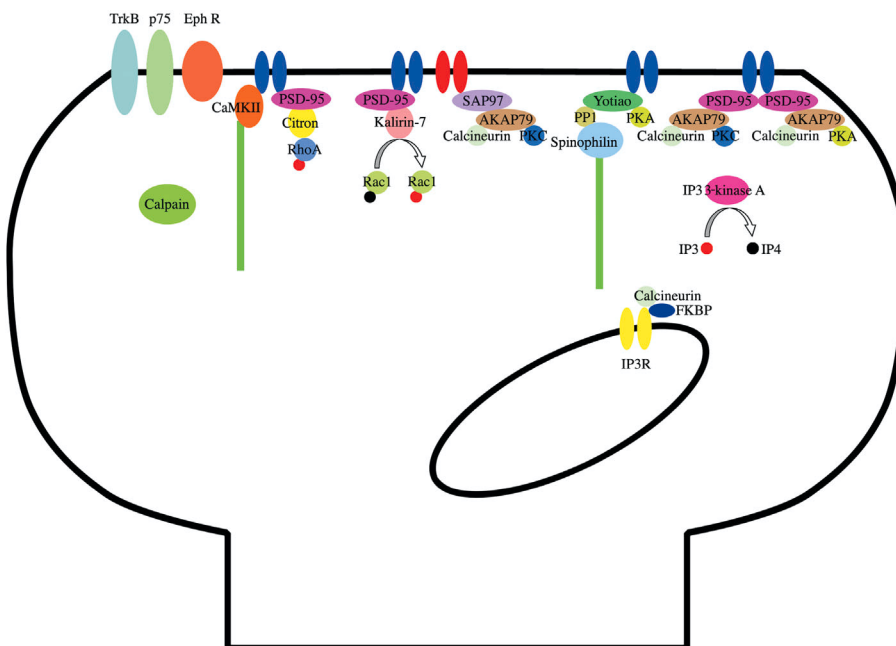 TrkB p75 Eph R
CaMKII
PSD-95
Citron
RhoA
PSD-95
Kalirin-7
Rac1
Rac1
SAP97
AKAP79
Calcineurin PKC
Yotiao
PP1 PKA
Spinophilin
PSD-95
AKAP79
Calcineurin PKC
PSD-95
AKAP79
Calcineurin PKA
Calpain
IP3 3-kinase A
IP3 IP4
Calcineurin
FKBP
IP3R